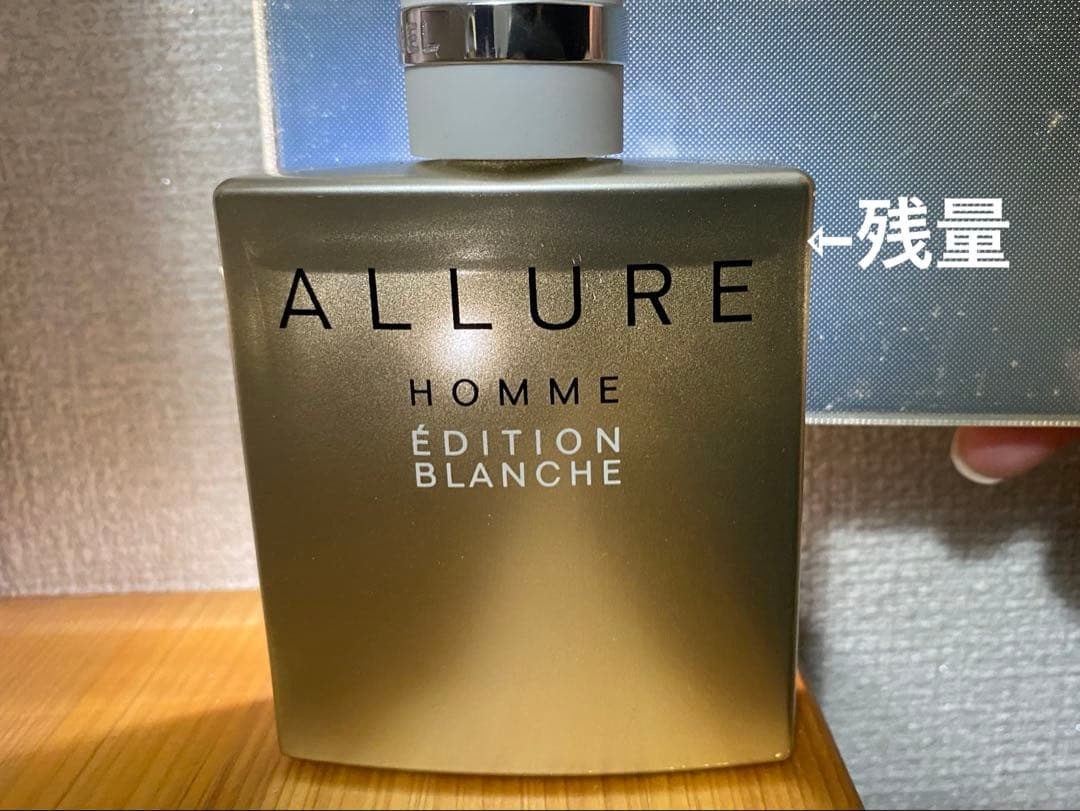 ←残量
ALLURE
HOMME
ÉDITION
BLANCHE